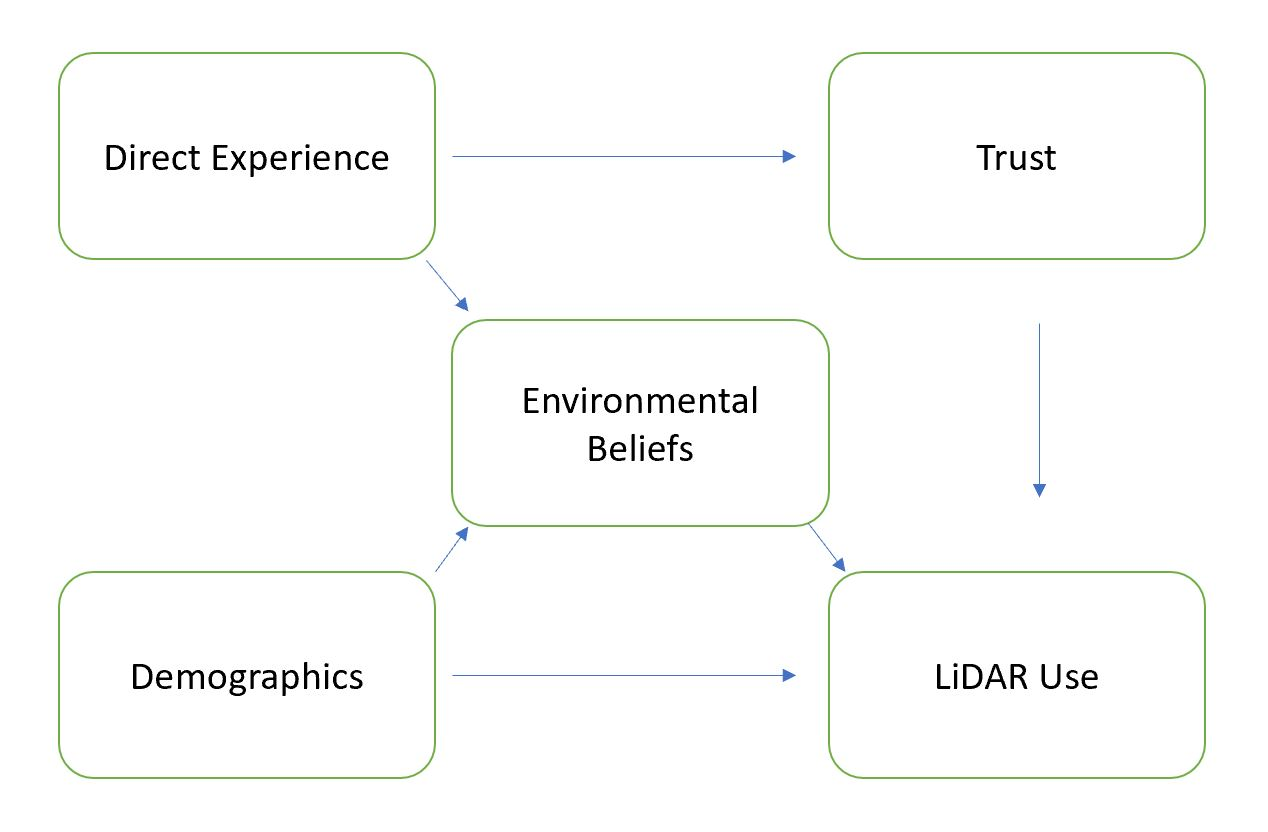 Direct Experience
Trust
Environmental
Beliefs
Demographics
LiDAR Use